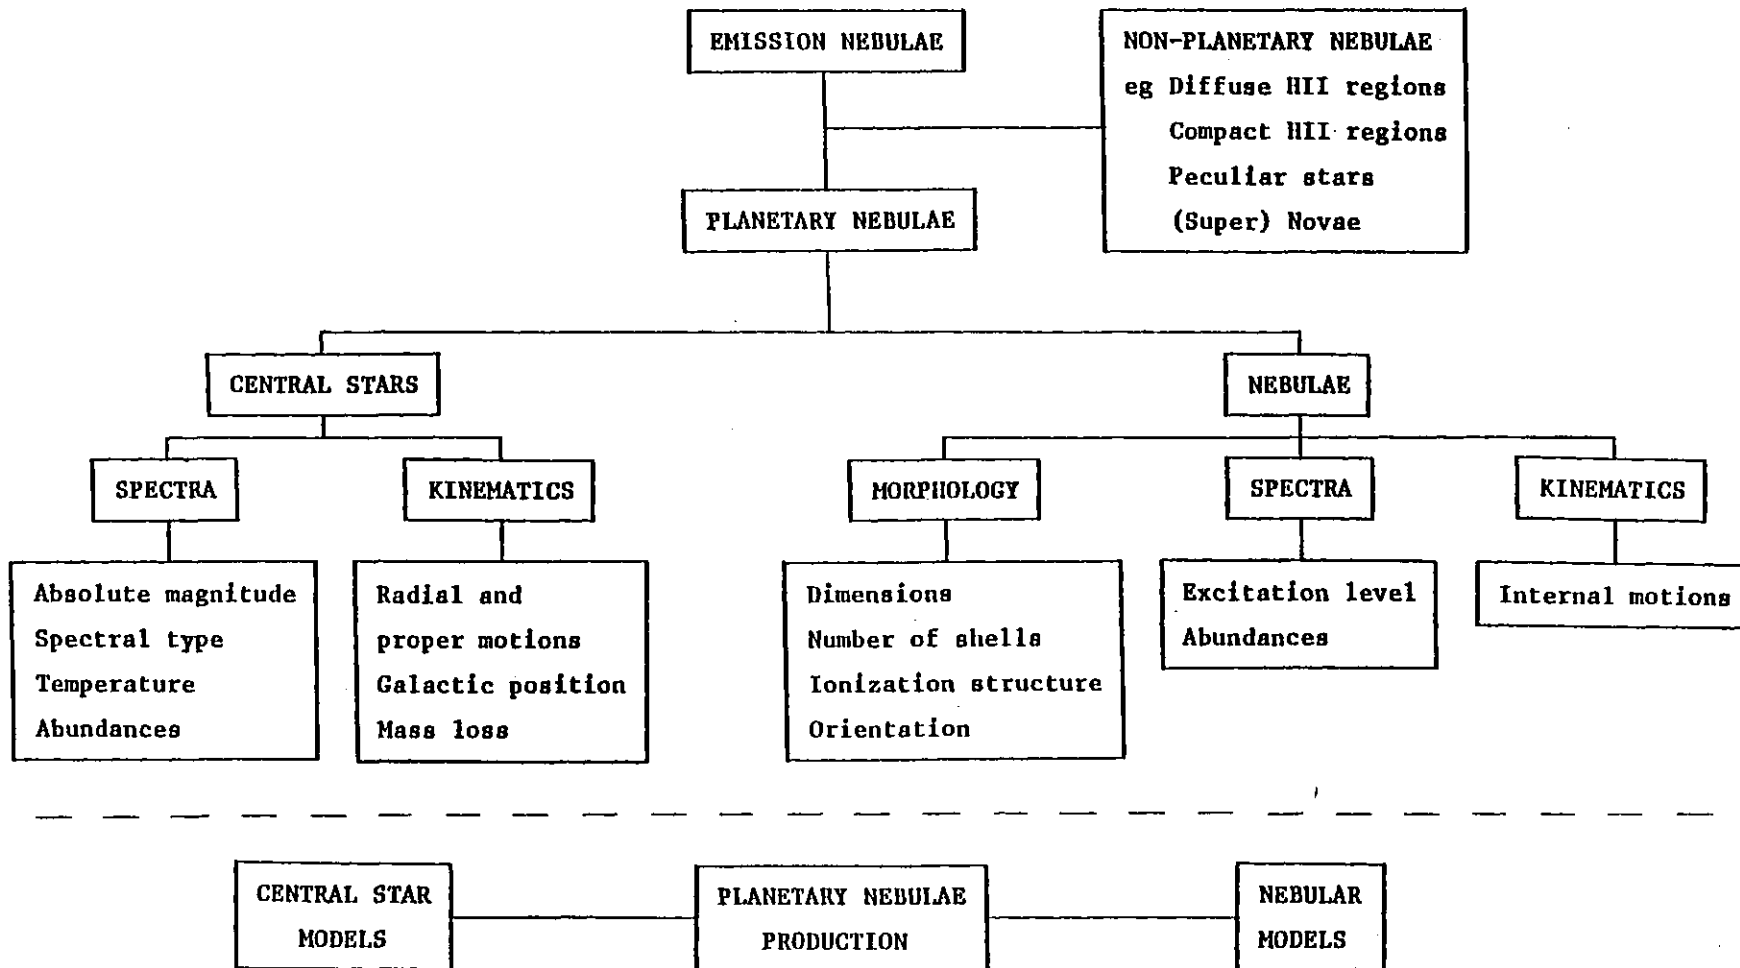 EMISSION NEBULAE
NON-PLANETARY NEBULAE
eg Diffuse HII regions
Compact HII regions
Peculiar stars
(Super) Novae
PLANETARY NEBULAE
CENTRAL STARS
NEBULAE
SPECTRA
KINEMATICS
MORPHOLOGY
SPECTRA
KINEMATICS
Absolute magnitude
Spectral type
Temperature
Abundances
Radial and
proper motions
Galactic position
Mass loss
Dimensions
Number of shells
Ionization structure
Orientation
Excitation level
Abundances
Internal motions
CENTRAL STAR
MODELS
PLANETARY NEBULAE
PRODUCTION
NEBULAR
MODELS